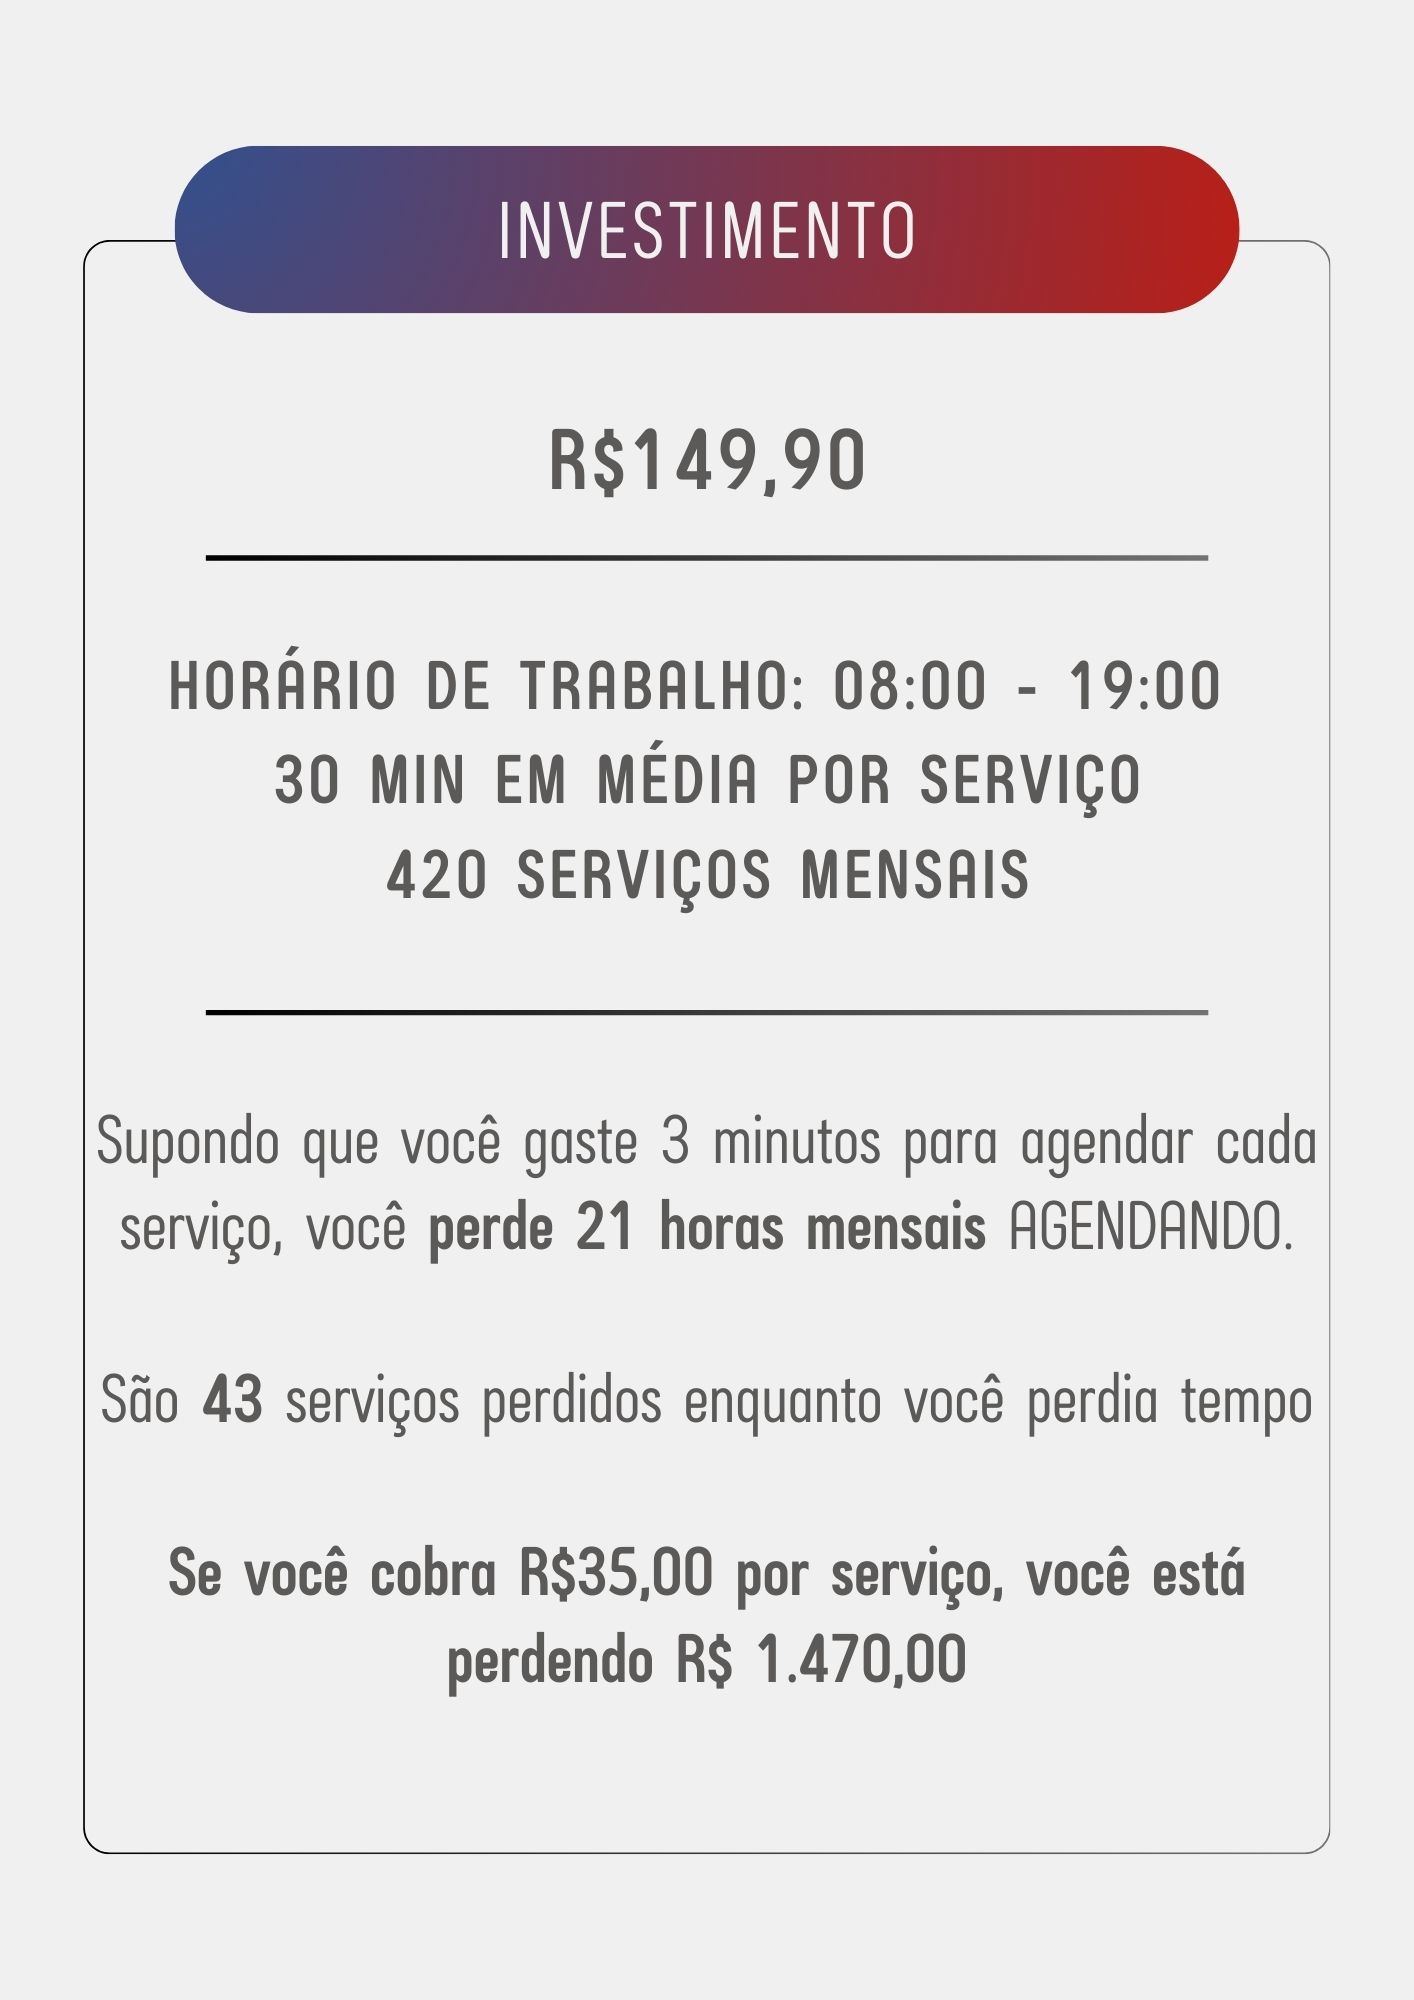 INVESTIMENTO
R$149,90
HORÁRIO DE TRABALHO: 08:00 - 19:00
30 MIN EM MÉDIA POR SERVIÇO
420 SERVIÇOS MENSAIS
Supondo que você gaste 3 minutos para agendar cada
serviço, você perde 21 horas mensais AGENDANDO.
São 43 serviços perdidos enquanto você perdia tempo
Se você cobra R$35,00 por serviço, você está
perdendo R$ 1.470,00